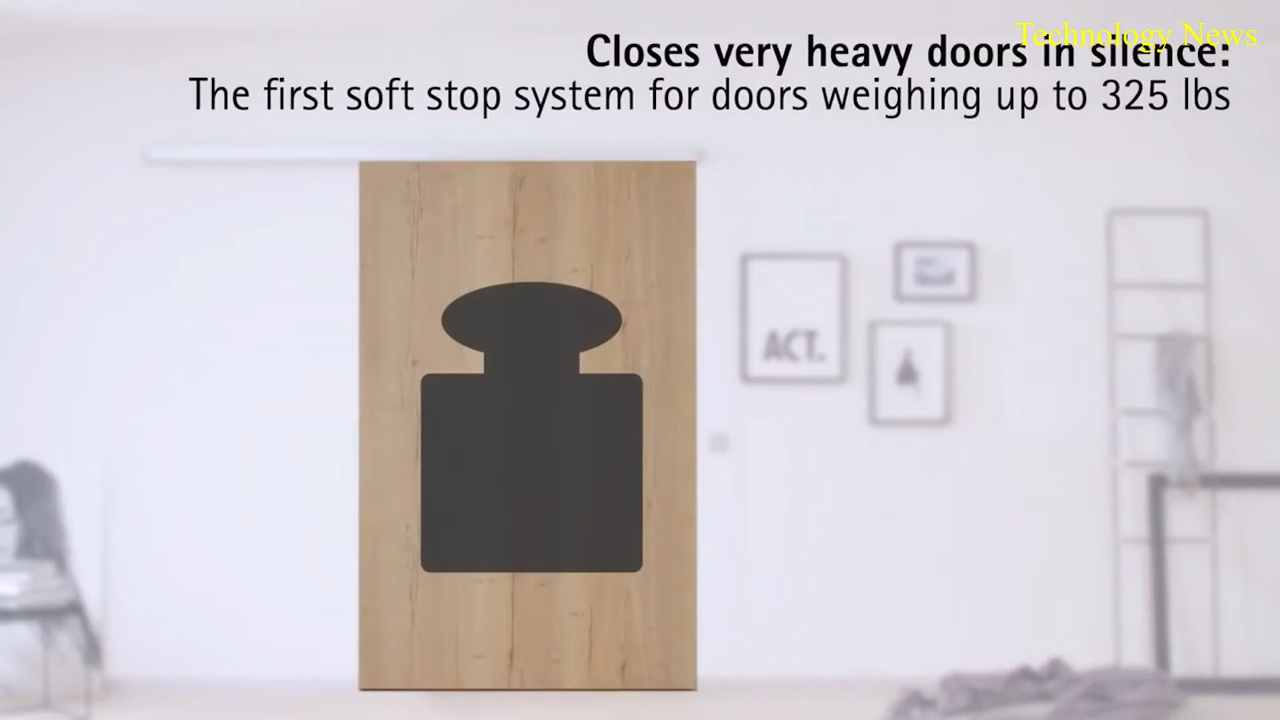 Technology News
Closes very heavy doors in silence:
The first soft stop system for doors weighing up to 325 lbs
ACT.